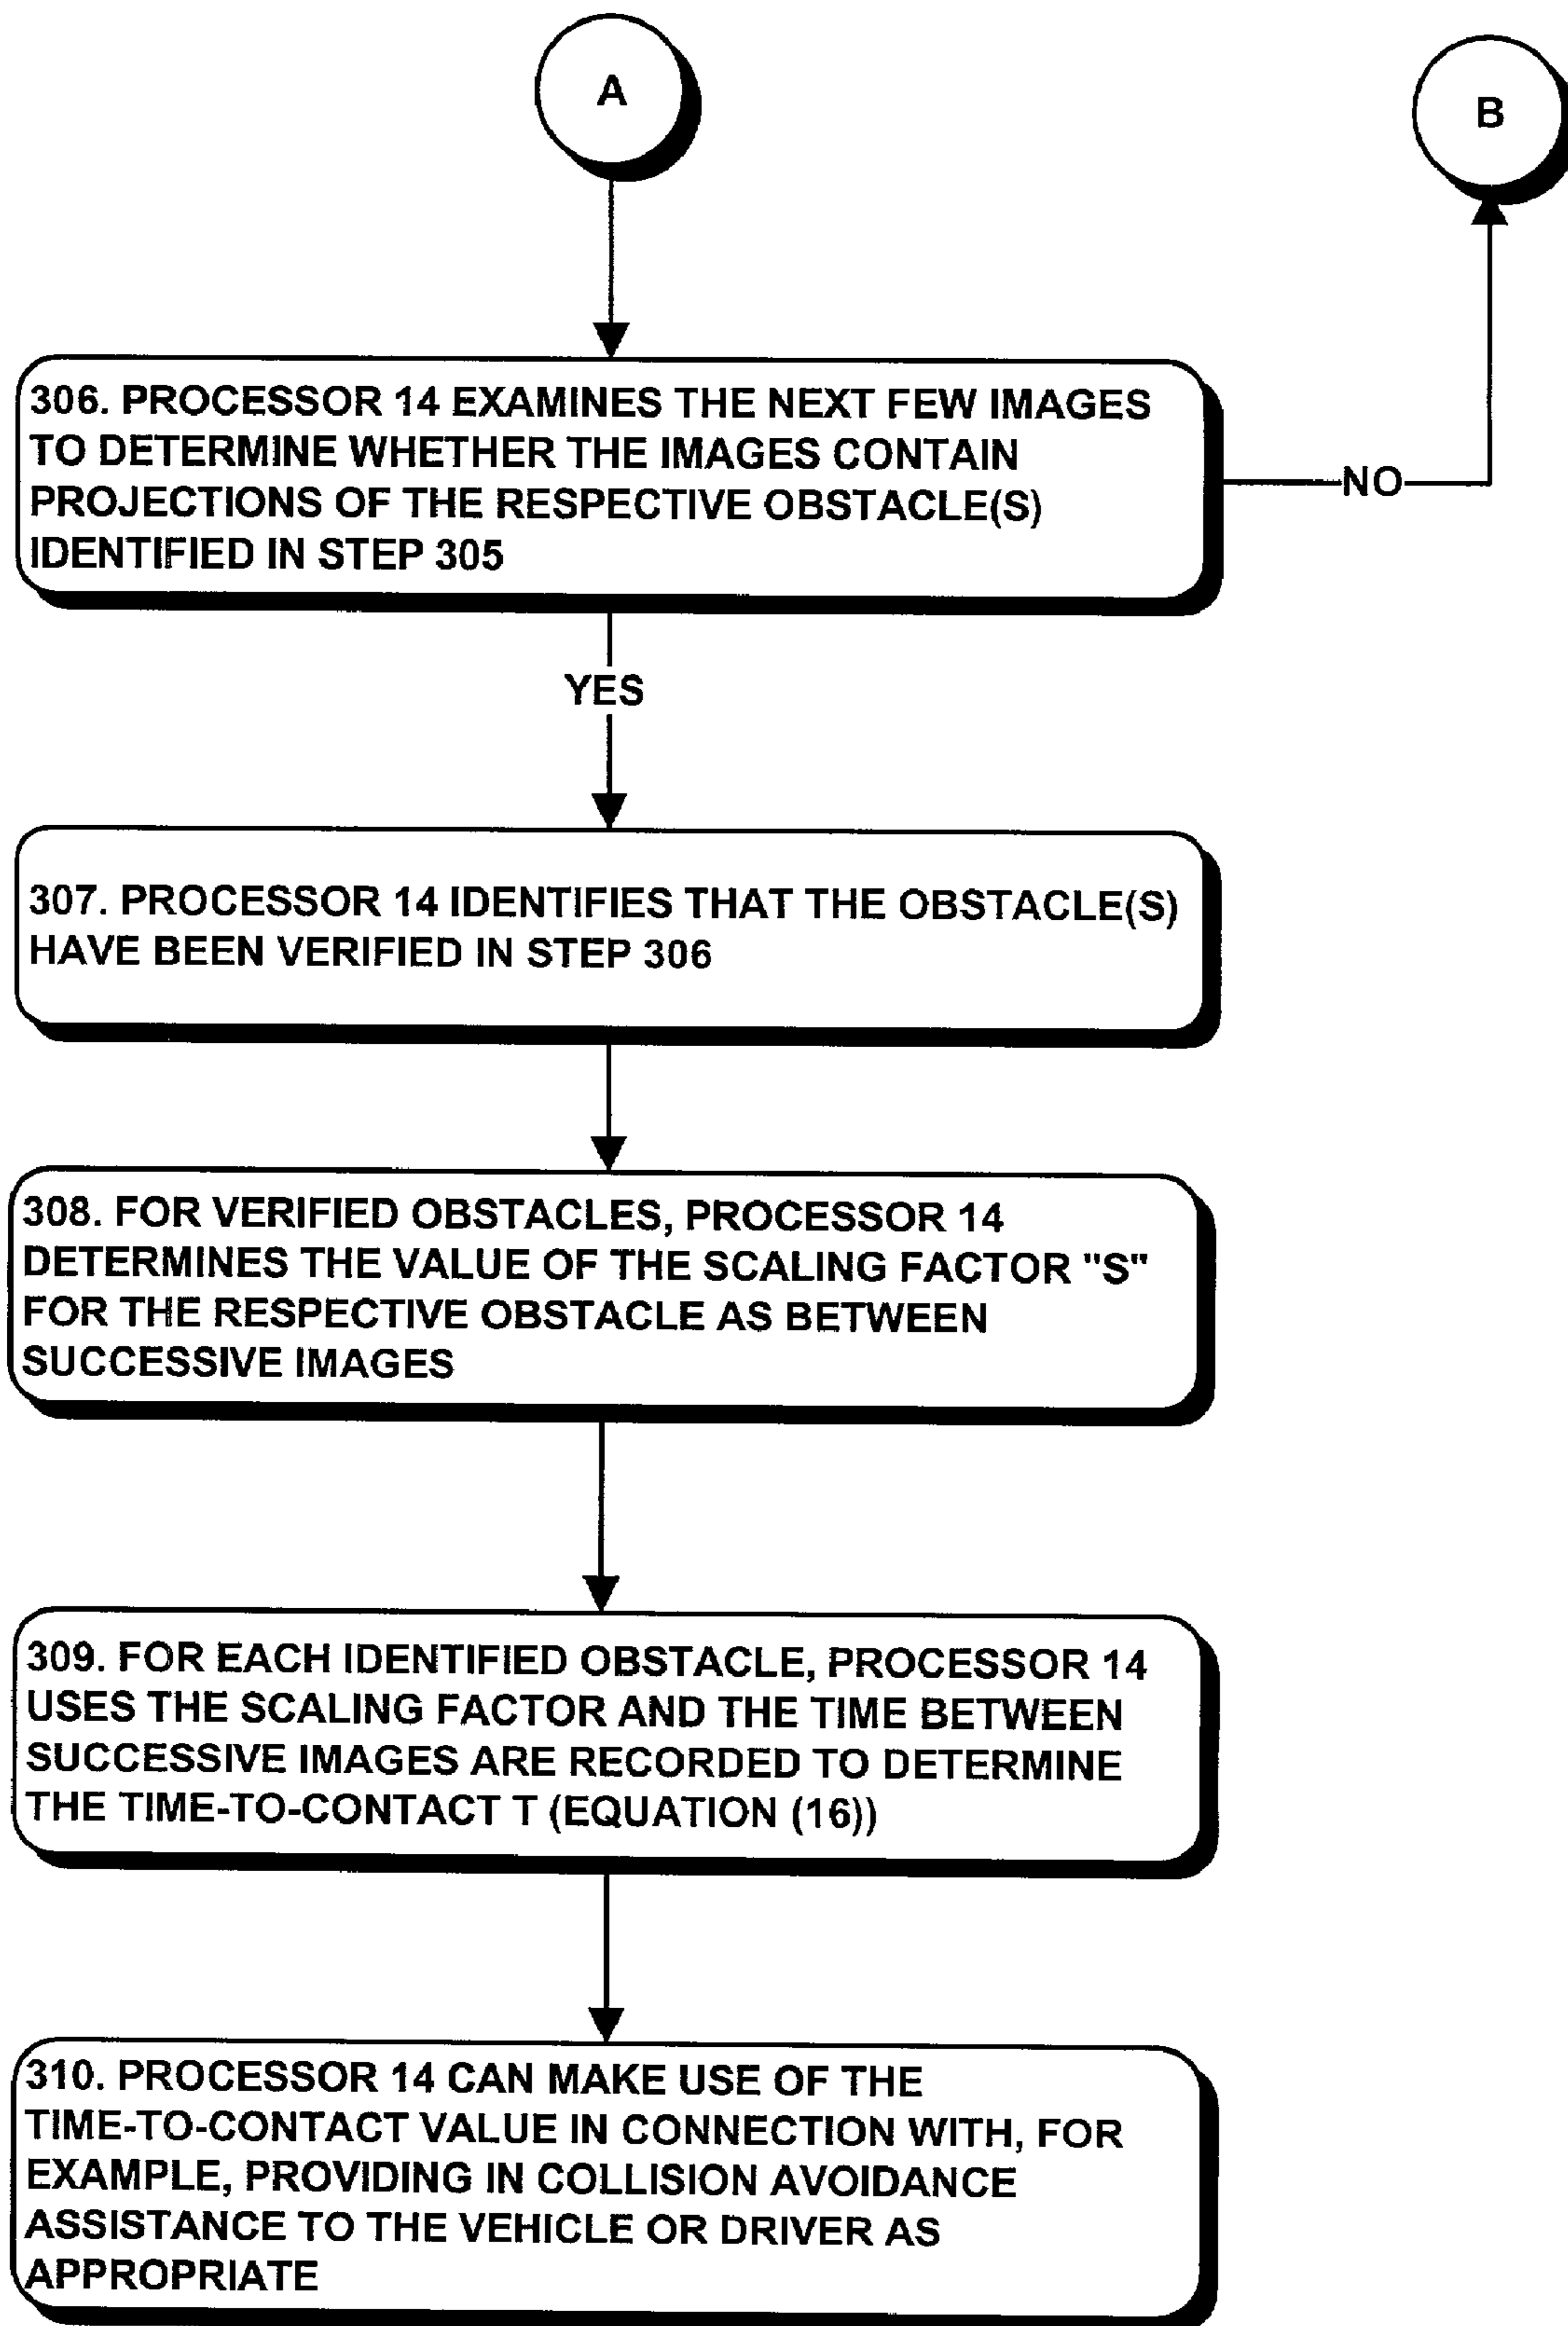 A
B
306. PROCESSOR 14 EXAMINES THE NEXT FEW IMAGES
TO DETERMINE WHETHER THE IMAGES CONTAIN
PROJECTIONS OF THE RESPECTIVE OBSTACLE(S)
IDENTIFIED IN STEP 305
NO
YES
307. PROCESSOR 14 IDENTIFIES THAT THE OBSTACLE(S)
HAVE BEEN VERIFIED IN STEP 306
308. FOR VERIFIED OBSTACLES, PROCESSOR 14
DETERMINES THE VALUE OF THE SCALING FACTOR "S"
FOR THE RESPECTIVE OBSTACLE AS BETWEEN
SUCCESSIVE IMAGES
309. FOR EACH IDENTIFIED OBSTACLE, PROCESSOR 14
USES THE SCALING FACTOR AND THE TIME BETWEEN
SUCCESSIVE IMAGES ARE RECORDED TO DETERMINE
THE TIME-TO-CONTACT T (EQUATION (16))
310. PROCESSOR 14 CAN MAKE USE OF THE
TIME-TO-CONTACT VALUE IN CONNECTION WITH, FOR
EXAMPLE, PROVIDING IN COLLISION AVOIDANCE
ASSISTANCE TO THE VEHICLE OR DRIVER AS
APPROPRIATE